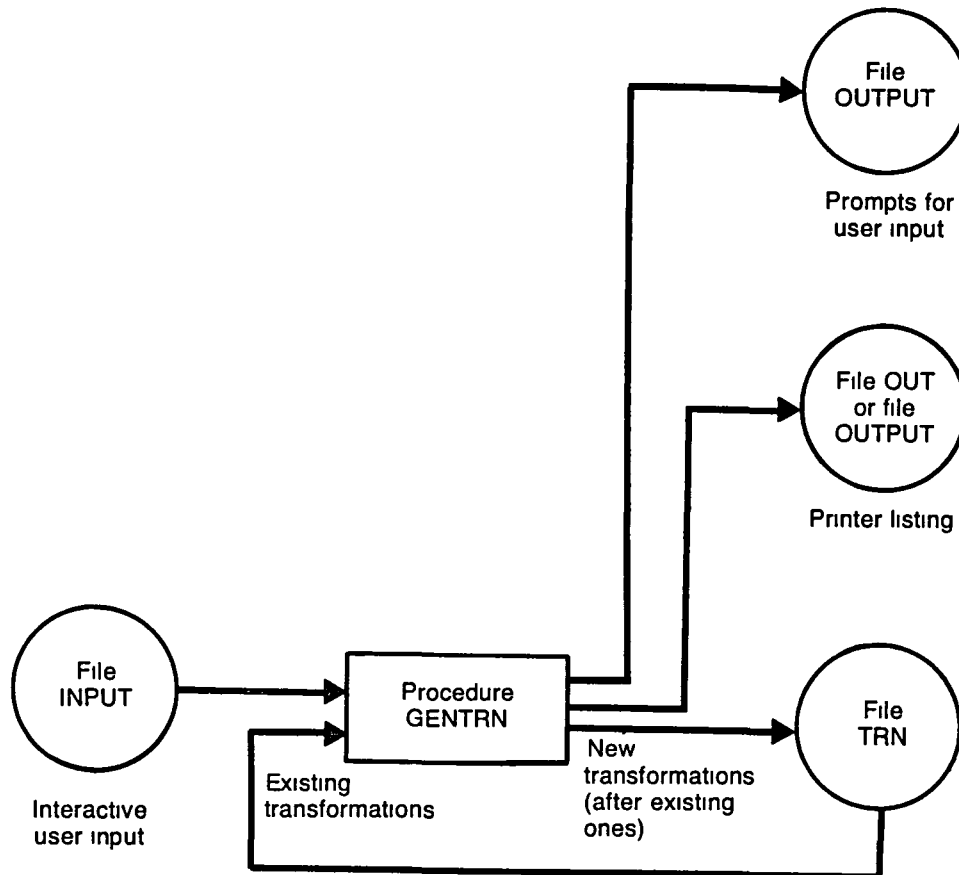 File
OUTPUT
Prompts for
user input
File OUT
or file
OUTPUT
Printer listing
File
INPUT
Interactive
user input
Procedure
GENTRN
Existing
transformations
New
transformations
(after existing
ones)
File
TRN